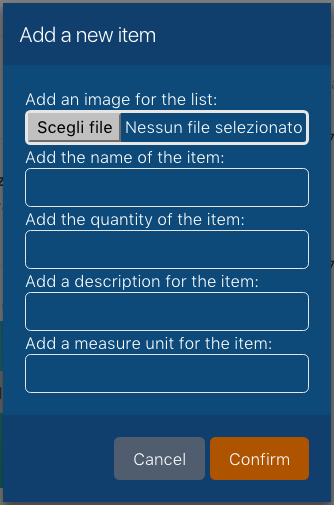 Add a new item
Add an image for the list:
Scegli file Nessun file selezionato
Add the name of the item:
Add the quantity of the item:
Add a description for the item:
Add a measure unit for the item:
Cancel Confirm